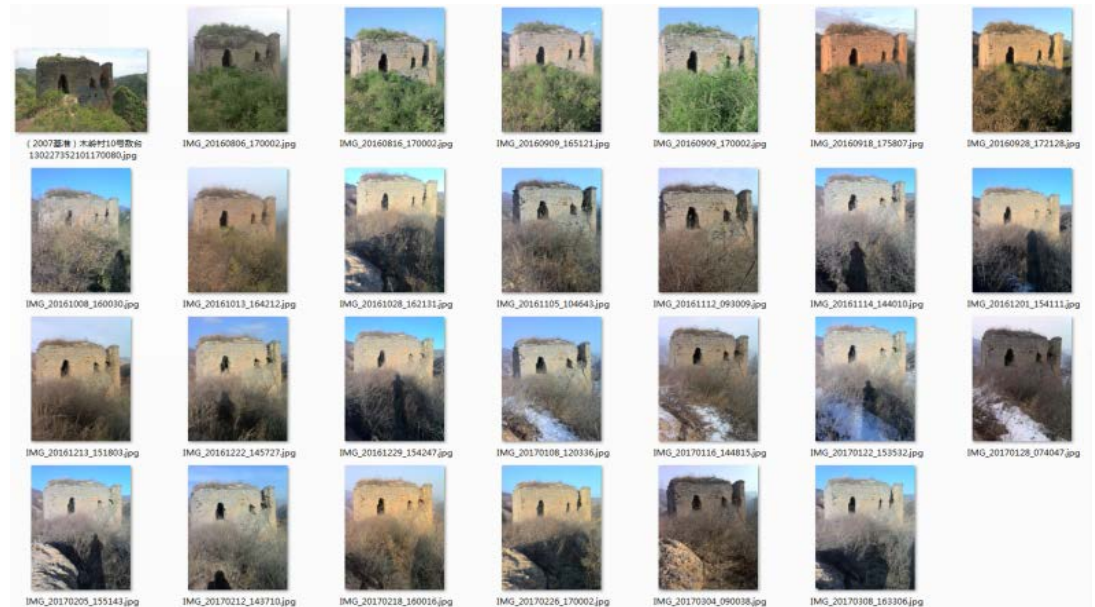 (2007基准)木岭村10号敌台
130227352101170080.jpg
IMG_20160806_170002.jpg
IMG_20160816_170002.jpg
IMG_20160909_165121.jpg
IMG_20160909_170002.jpg
IMG_20160918_175807.jpg
IMG_20160928_172128.jpg
IMG_20161008_160030.jpg
IMG_20161013_164212.jpg
IMG_20161028_162131.jpg
IMG_20161105_104643.jpg
IMG_20161112_093009.jpg
IMG_20161114_144010.jpg
IMG_20161201_154111.jpg
IMG_20161213_151803.jpg
IMG_20161222_145727.jpg
IMG_20161229_154247.jpg
IMG_20170108_120336.jpg
IMG_20170116_144815.jpg
IMG_20170122_153532.jpg
IMG_20170128_074047.jpg
IMG_20170205_155143.jpg
IMG_20170212_143710.jpg
IMG_20170218_160016.jpg
IMG_20170226_170002.jpg
IMG_20170304_090038.jpg
IMG_20170308_163306.jpg